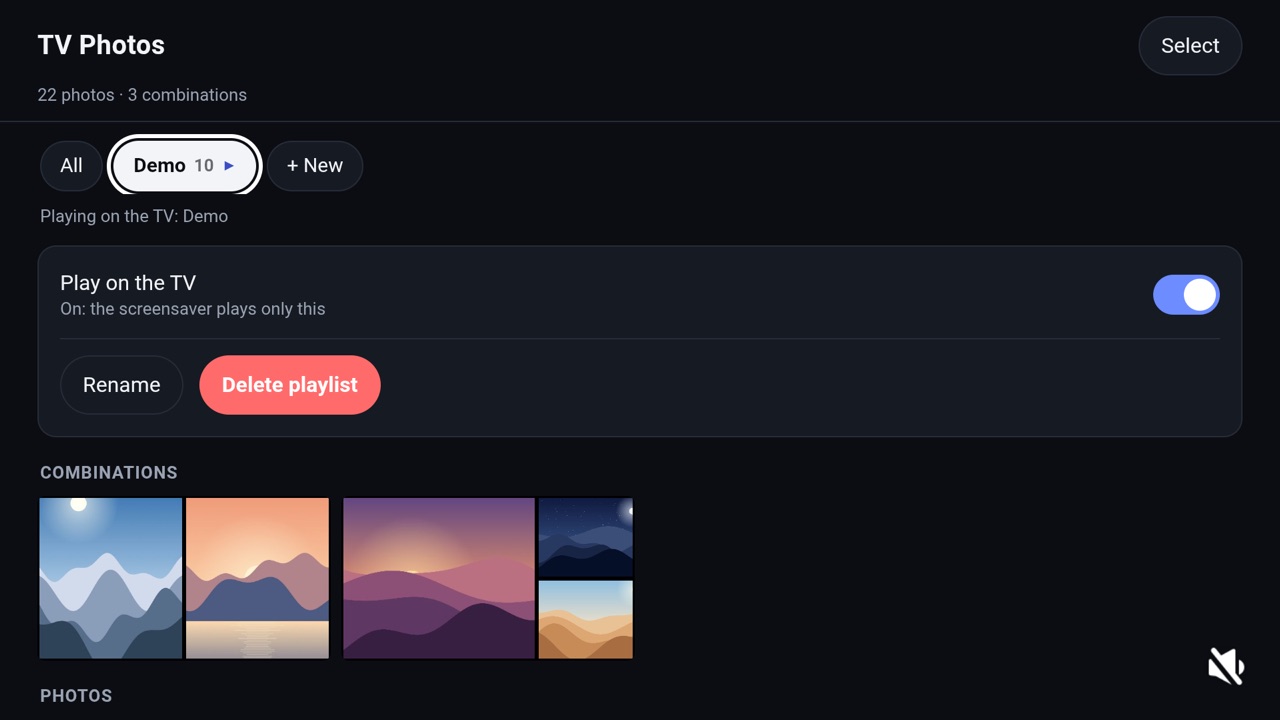 TV Photos
Select
22 photos · 3 combinations
All
Demo 10 ▶
+ New
Playing on the TV: Demo
Play on the TV
On: the screensaver plays only this
Rename
Delete playlist
COMBINATIONS
PHOTOS